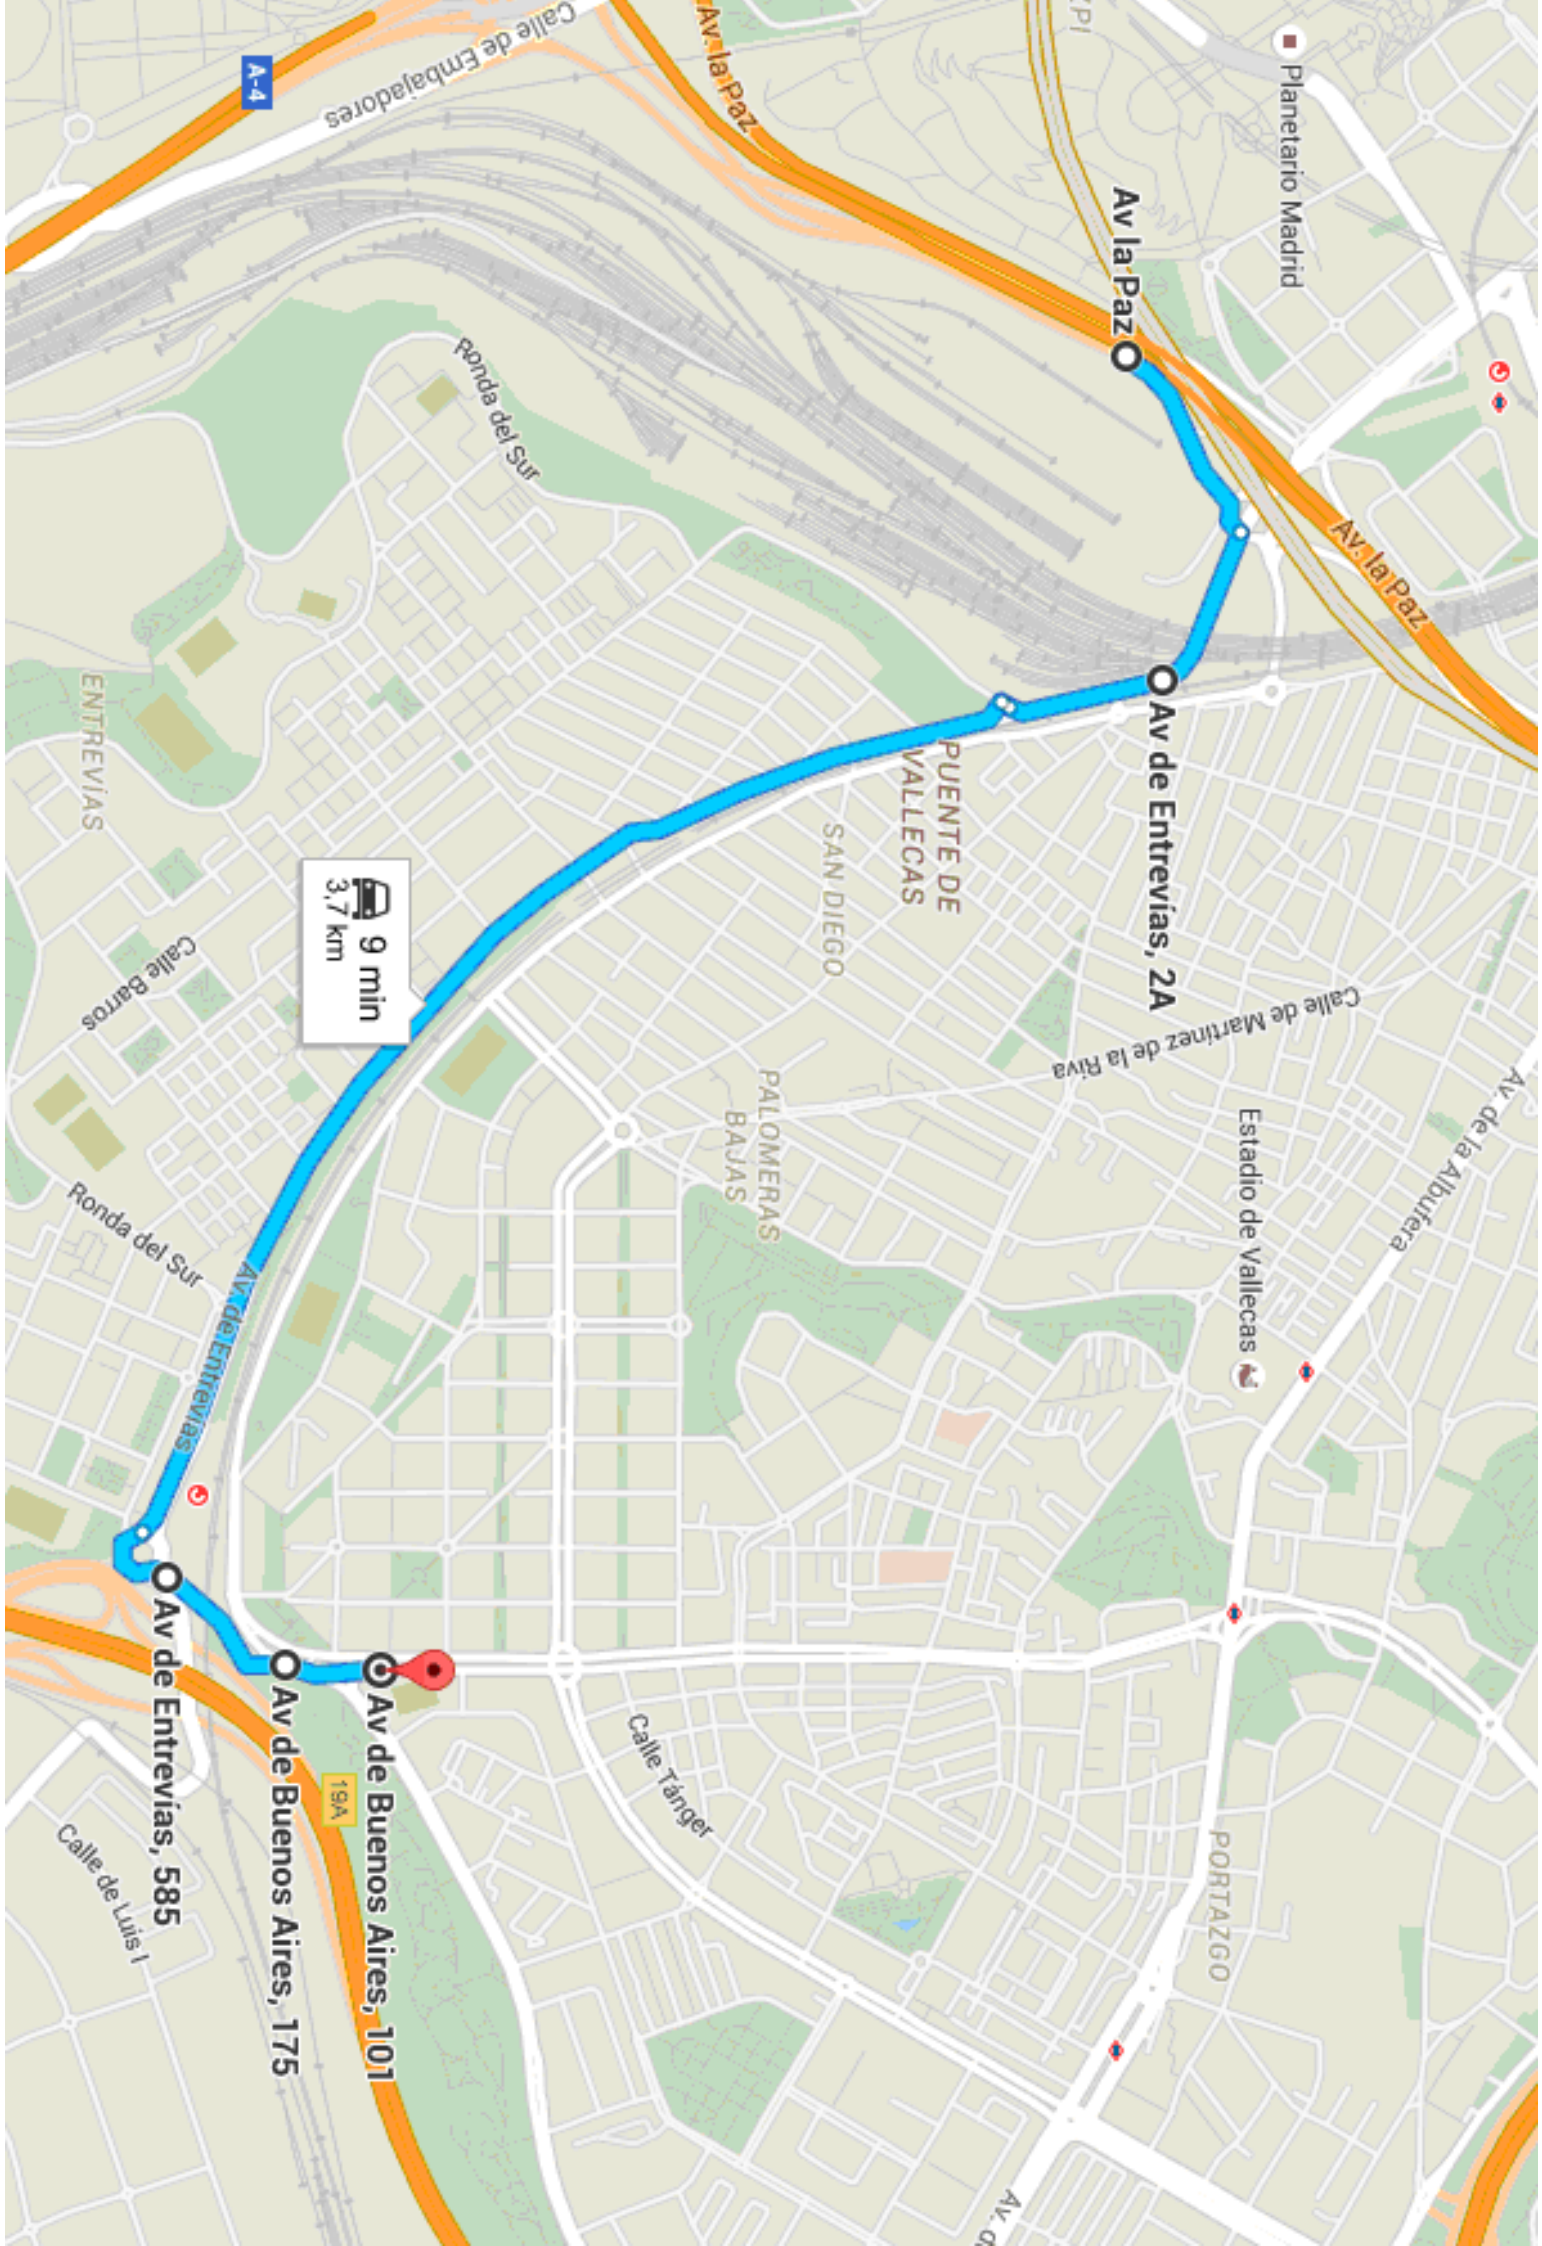 Planetario Madrid
Av. la Paz
Av. de la Albufera
Estadio de Vallecas
PORTAZGO
Calle de Martínez de la Riva
Av de Entrevías, 2A
Av la Paz
Av. d
PUENTE DE
VALLECAS
SAN DIEGO
PALOMERAS
BAJAS
Av. la Paz
Calle Tánger
Ronda del Sur
Calle de Embajadores
Av de Buenos Aires, 101
9 min
3,7 km
19A
Av de Buenos Aires, 175
A-4
Av. de Entrevías
Av de Entrevías, 585
Calle Barros
Ronda del Sur
Calle de Luis I
ENTREVÍAS